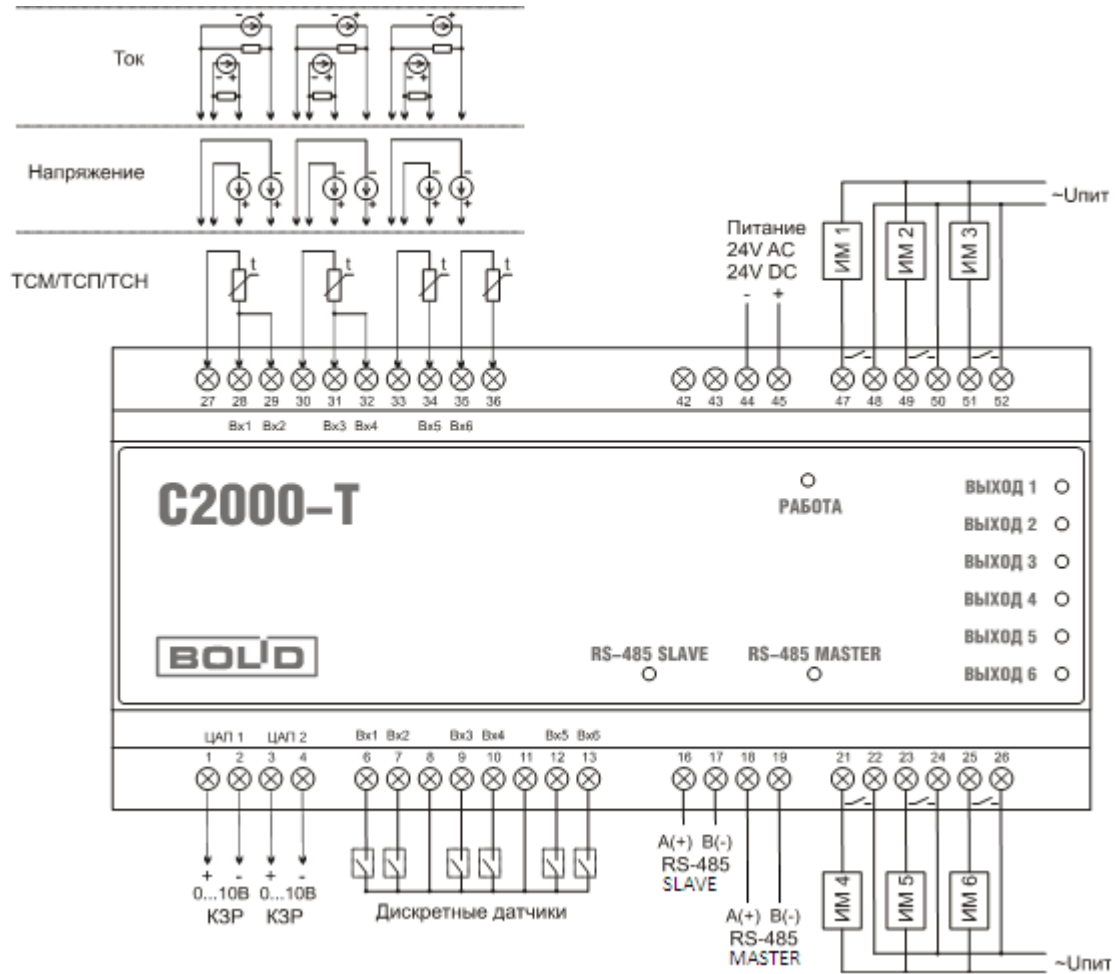 Ток
- +
- +
- +
- +
- +
- +
Напряжение
- -
- -
- -
+ +
+ +
+ +
ТСМ/ТСП/ТСН
t
t
t
t
Питание
24V AC
24V DC
- +
ИМ 1
ИМ 2
ИМ 3
~Uпит
27 28 29 30 31 32 33 34 35 36
42 43 44 45 47 48 49 50 51 52
Вх1 Вх2 Вх3 Вх4 Вх5 Вх6
С2000-Т
РАБОТА
ВЫХОД 1
ВЫХОД 2
ВЫХОД 3
ВЫХОД 4
ВЫХОД 5
ВЫХОД 6
BOLID
RS-485 SLAVE
RS-485 MASTER
ЦАП 1 ЦАП 2 Вх1 Вх2 Вх3 Вх4 Вх5 Вх6
1 2 3 4 6 7 8 9 10 11 12 13 16 17 18 19 21 22 23 24 25 26
+ - + -
0...10В 0...10В
КЗР КЗР
Дискретные датчики
А(+) В(-)
RS-485
SLAVE
А(+) В(-)
RS-485
MASTER
ИМ 4
ИМ 5
ИМ 6
~Uпит